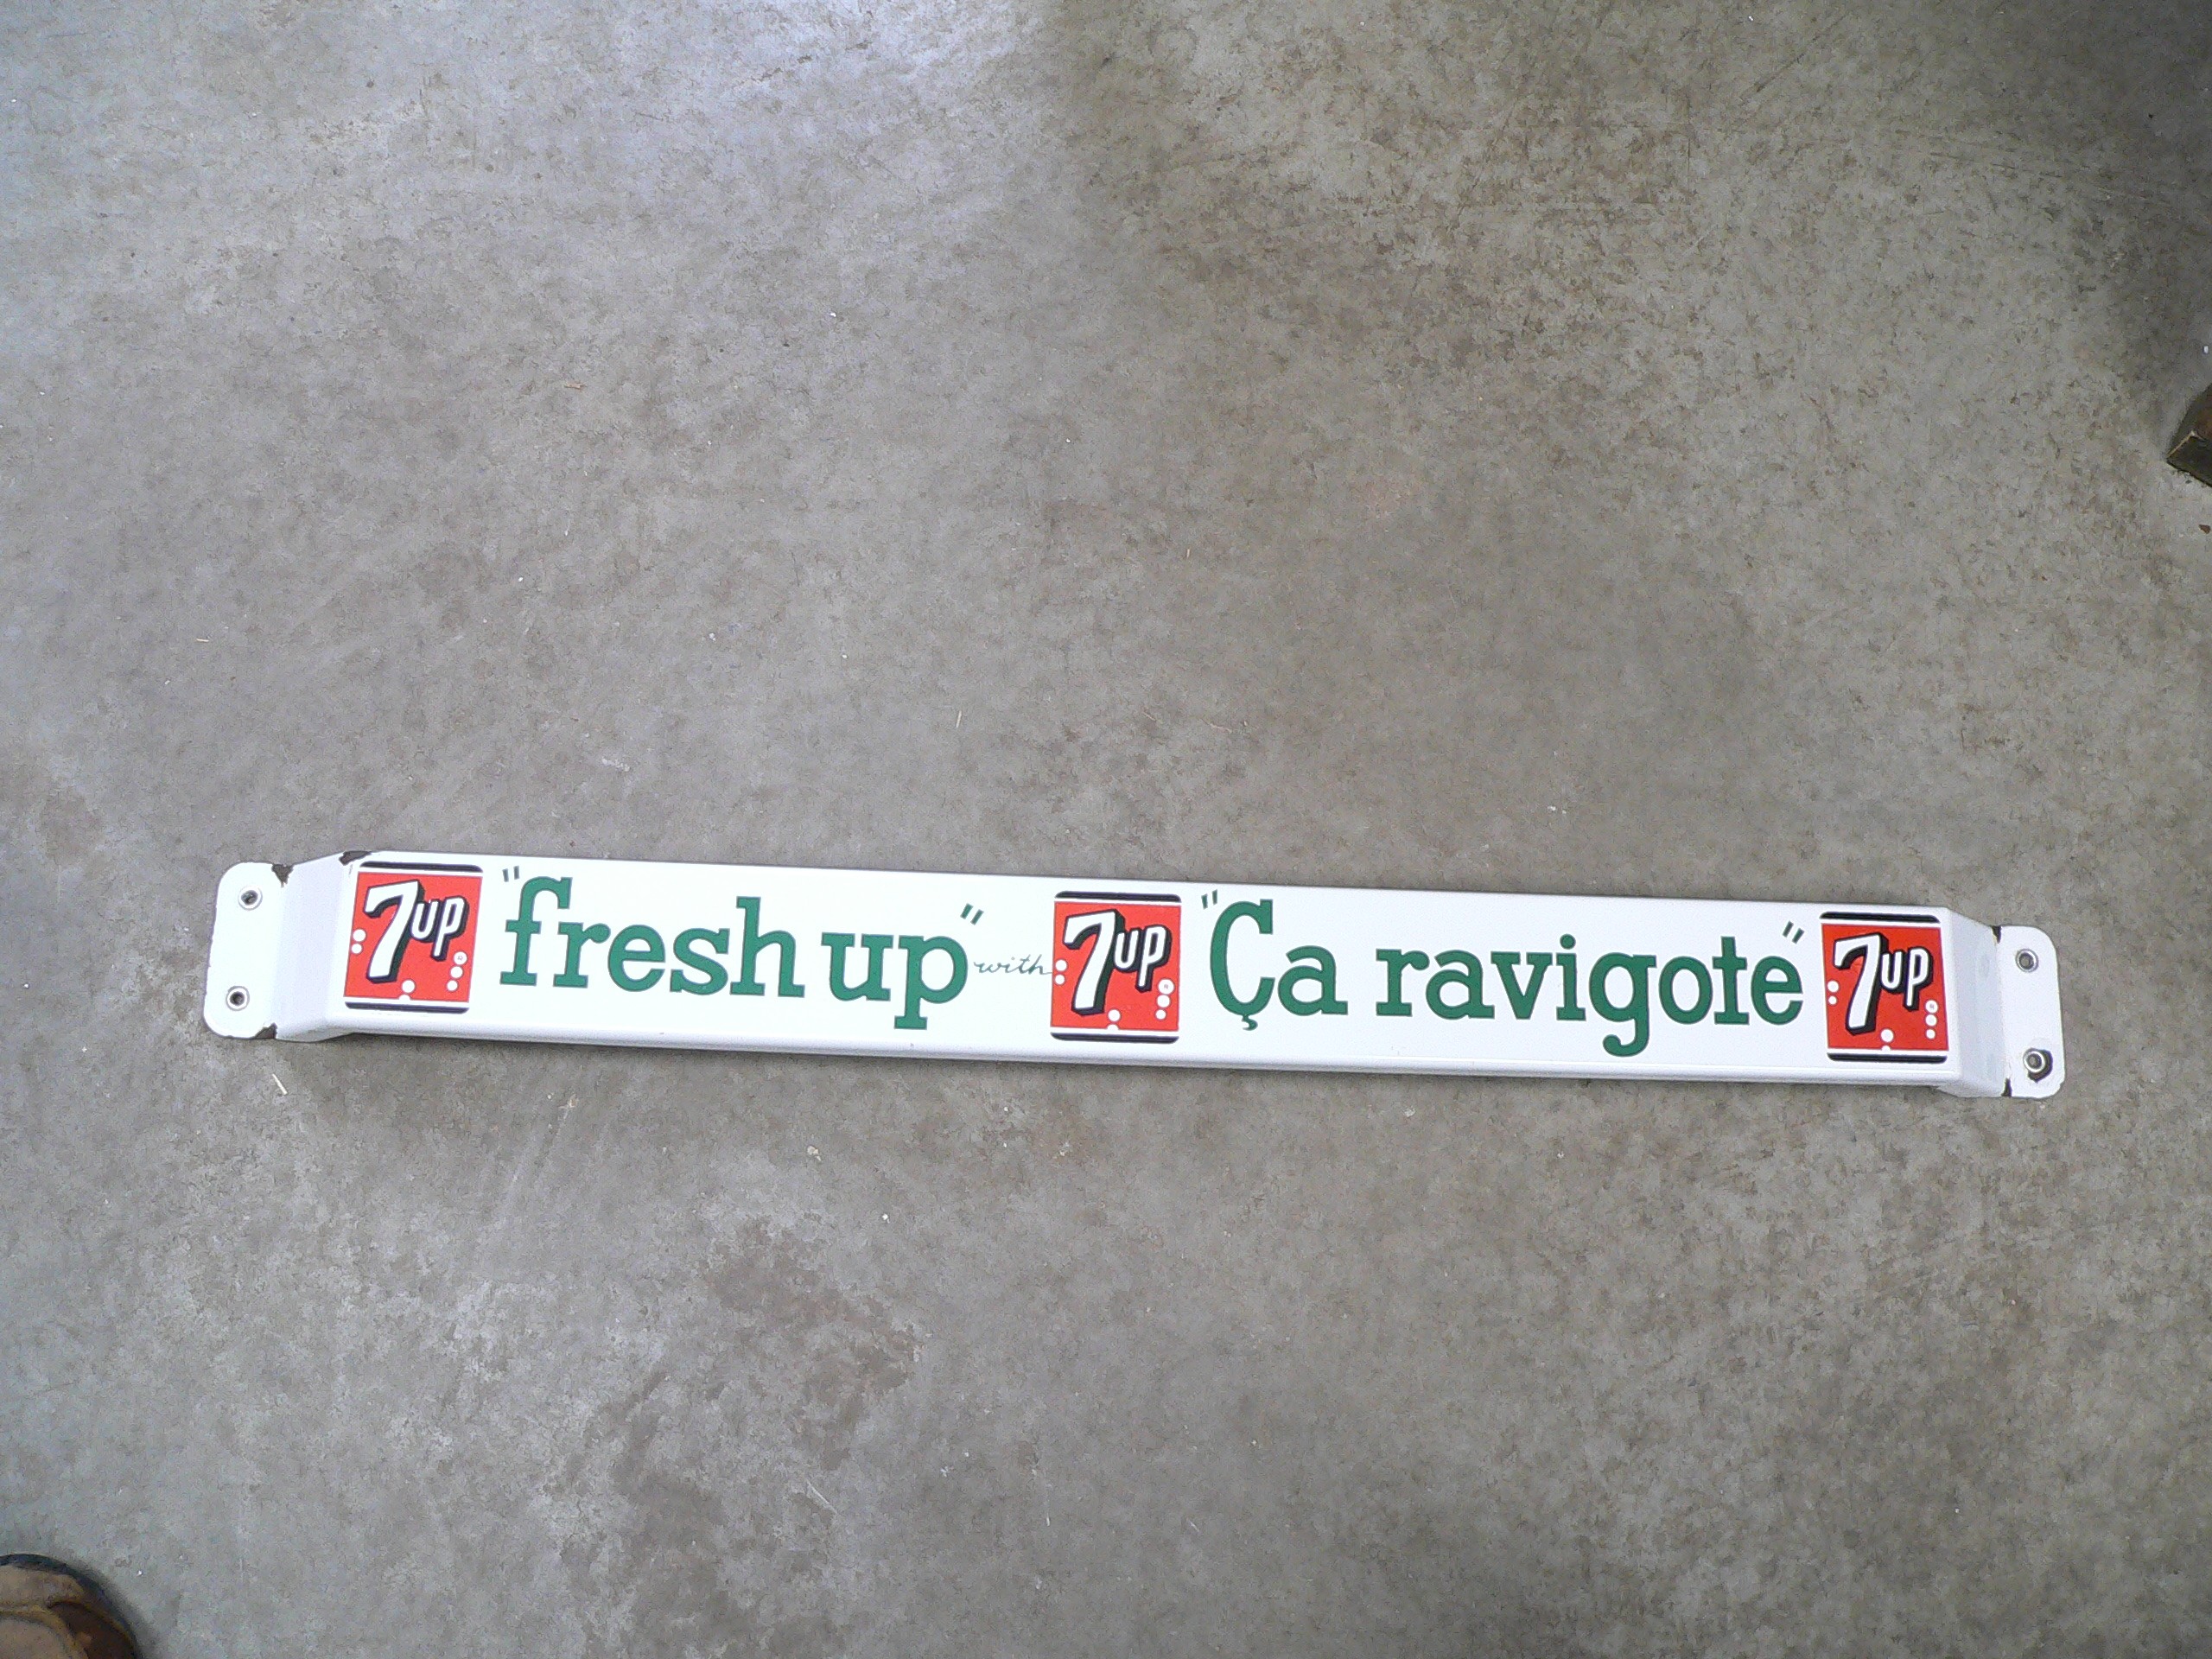 7up "fresh up" with 7up "Ça ravigote" 7up